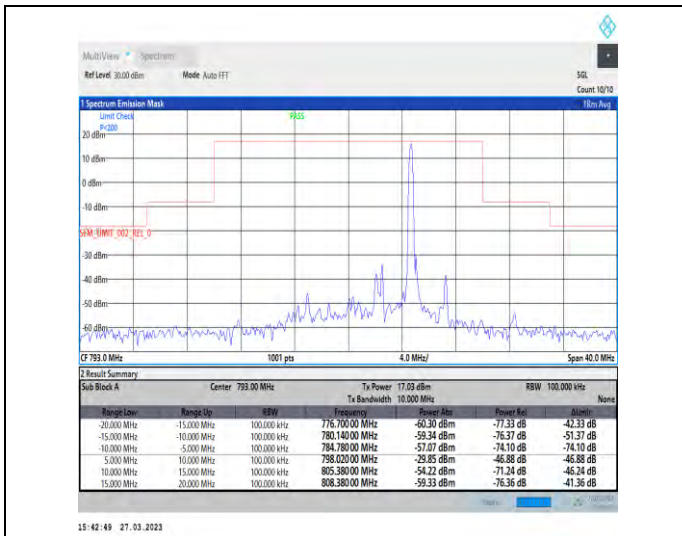 MultiView Spectrum
Ref Level 30.00 dBm Mode Auto FFT SGL
Count 10/10
1 Spectrum Emission Mask 1Rm Avg
Limit Check PASS
P<200
20 dBm
10 dBm
0 dBm
-10 dBm
SEM_LIMIT_002_REL_0
-30 dBm
-40 dBm
-50 dBm
-60 dBm
CF 793.0 MHz 1001 pts 4.0 MHz/ Span 40.0 MHz
2 Result Summary
Sub Block A Center 793.00 MHz Tx Power 17.03 dBm RBW 100.000 kHz
Tx Bandwidth 10.000 MHz None
Range Low Range Up RBW Frequency Power Abs Power Rel ΔLimit
-20.000 MHz -15.000 MHz 100.000 kHz 776.70000 MHz -60.30 dBm -77.33 dB -42.33 dB
-15.000 MHz -10.000 MHz 100.000 kHz 780.14000 MHz -59.34 dBm -76.37 dB -51.37 dB
-10.000 MHz -5.000 MHz 100.000 kHz 784.78000 MHz -57.07 dBm -74.10 dB -74.10 dB
5.000 MHz 10.000 MHz 100.000 kHz 798.02000 MHz -29.85 dBm -46.88 dB -46.88 dB
10.000 MHz 15.000 MHz 100.000 kHz 805.38000 MHz -54.22 dBm -71.24 dB -46.24 dB
15.000 MHz 20.000 MHz 100.000 kHz 808.38000 MHz -59.33 dBm -76.36 dB -41.36 dB
15:42:49 27.03.2023